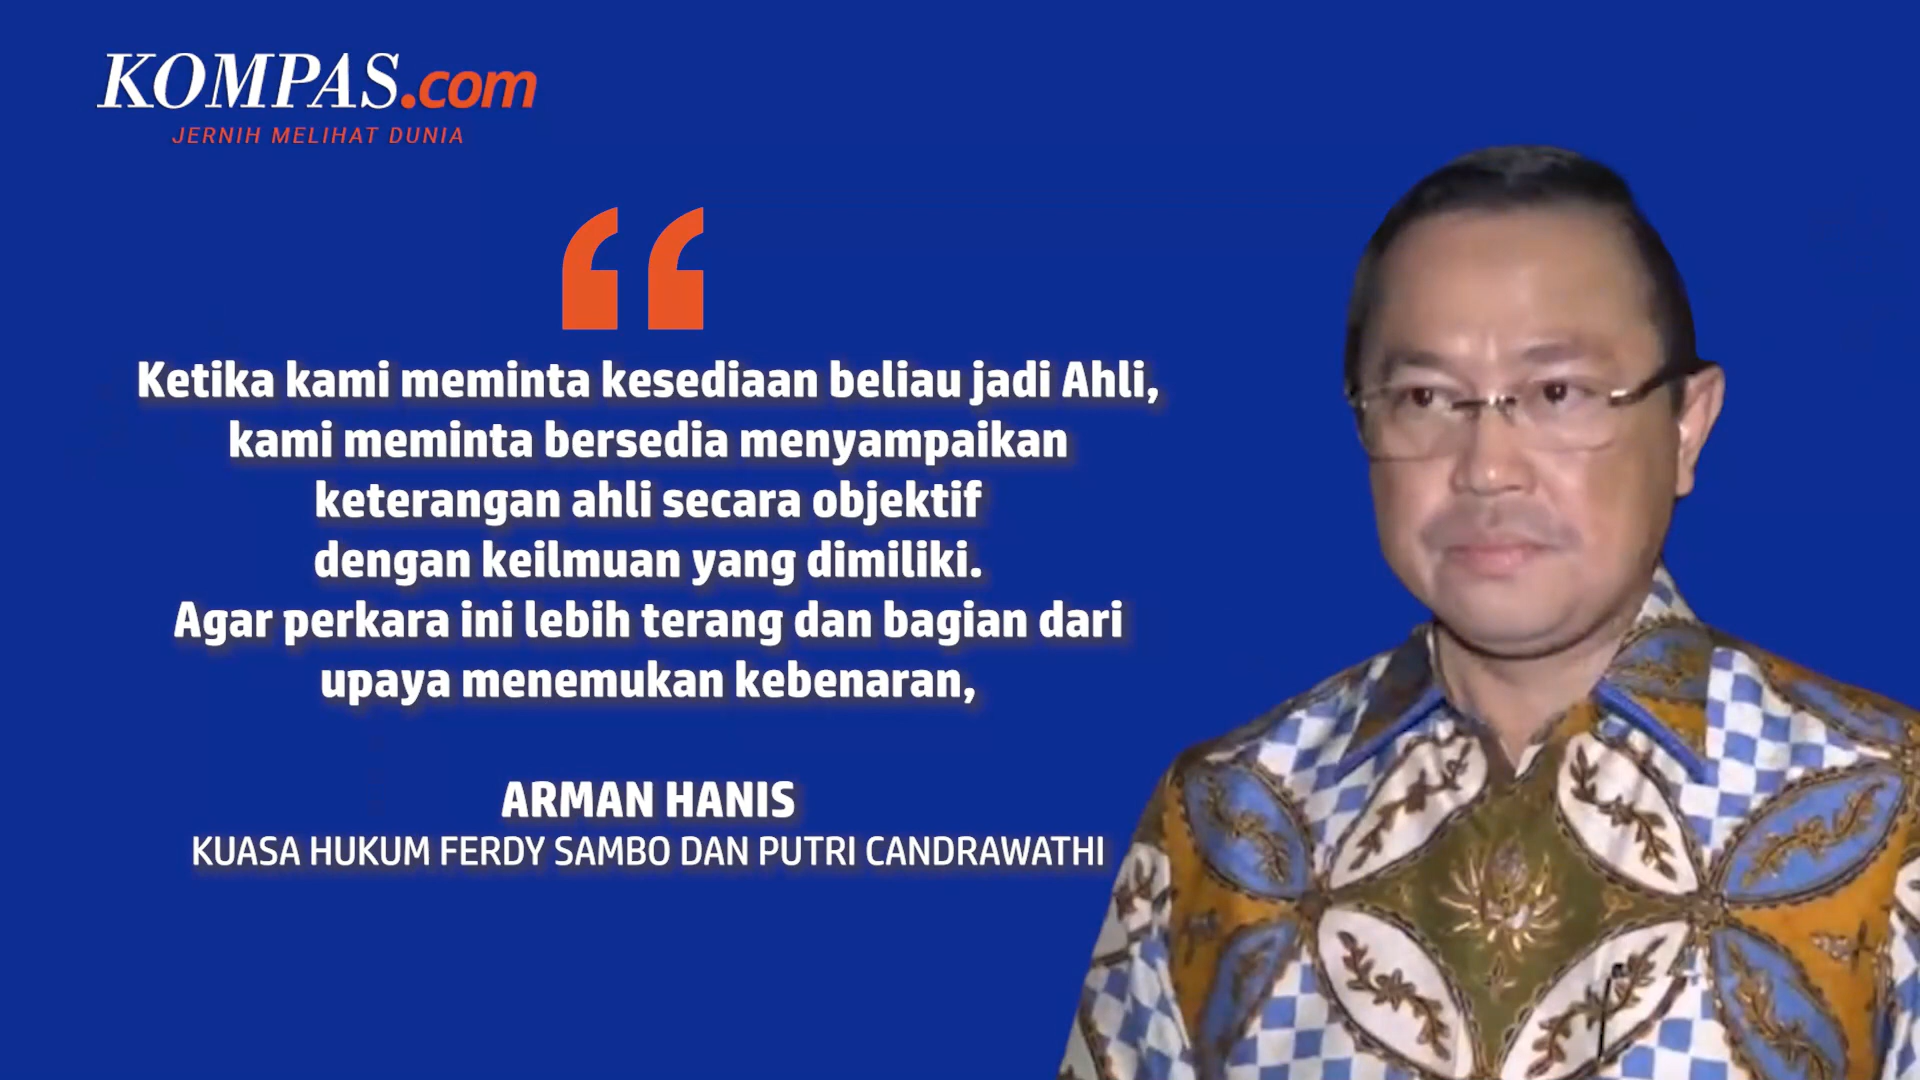 KOMPAS.com
JERNIH MELIHAT DUNIA
“
Ketika kami meminta kesediaan beliau jadi Ahli,
kami meminta bersedia menyampaikan
keterangan ahli secara objektif
dengan keilmuan yang dimiliki.
Agar perkara ini lebih terang dan bagian dari
upaya menemukan kebenaran,
ARMAN HANIS
KUASA HUKUM FERDY SAMBO DAN PUTRI CANDRAWATHI